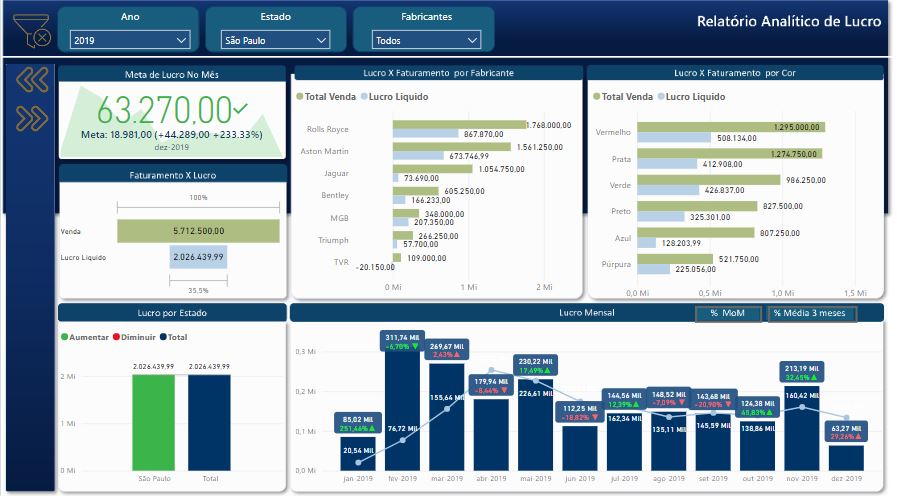 Ano
2019
Estado
São Paulo
Fabricantes
Todos
Relatório Analítico de Lucro
Meta de Lucro No Mês
63.270,00
Meta: 18.981,00 (+44.289,00 +233.33%)
dez-2019
Faturamento X Lucro
100%
Venda
5.712.500,00
Lucro Líquido
2.026.439,99
35,5%
Lucro X Faturamento por Fabricante
Total Venda Lucro Líquido
Rolls Royce
1.768.000,00
867.870,00
Aston Martin
1.561.250,00
673.746,99
Jaguar
1.054.750,00
73.690,00
Bentley
605.250,00
166.233,00
MGB
348.000,00
207.350,00
Triumph
266.250,00
57.700,00
TVR
109.000,00
-20.150,00
0 Mi 1 Mi 2 Mi
Lucro X Faturamento por Cor
Total Venda Lucro Líquido
Vermelho
1.295.000,00
508.134,00
Prata
1.274.750,00
412.908,00
Verde
986.250,00
426.837,00
Preto
827.500,00
325.301,00
Azul
807.250,00
128.203,99
Púrpura
521.750,00
225.056,00
0,0 Mi 0,5 Mi 1,0 Mi 1,5 Mi
Lucro por Estado
Aumentar Diminuir Total
2.026.439,99 2.026.439,99
2 Mi
1 Mi
0 Mi
São Paulo Total
Lucro Mensal
% MoM
% Média 3 meses
0,3 Mi
0,2 Mi
0,1 Mi
0,0 Mi
85,02 Mil
251,46%▲
20,54 Mil
311,74 Mil
-6,70% ▼
76,72 Mil
269,67 Mil
2,63%▲
155,64 Mil
179,94 Mil
-8,64% ▼
230,22 Mil
17,49%▲
226,61 Mil
112,25 Mil
-18,82% ▼
144,56 Mil
12,39%▲
162,34 Mil
148,52 Mil
-7,09% ▼
135,11 Mil
143,68 Mil
-20,90% ▼
145,59 Mil
124,38 Mil
45,83%▲
138,86 Mil
213,19 Mil
32,45%▲
160,42 Mil
63,27 Mil
29,26%▲
jan-2019 fev-2019 mar-2019 abr-2019 mai-2019 jun-2019 jul-2019 ago-2019 set-2019 out-2019 nov-2019 dez-2019